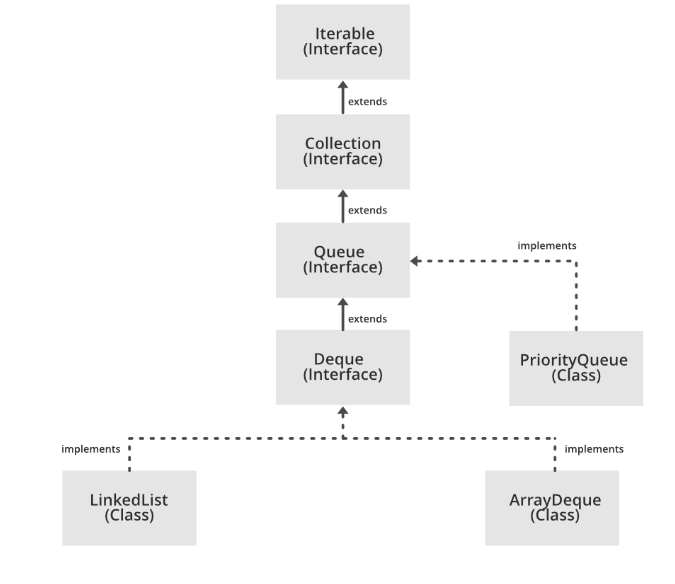 Iterable
(Interface)
extends
Collection
(Interface)
extends
Queue
(Interface)
implements
extends
Deque
(Interface)
PriorityQueue
(Class)
implements
implements
LinkedList
(Class)
ArrayDeque
(Class)